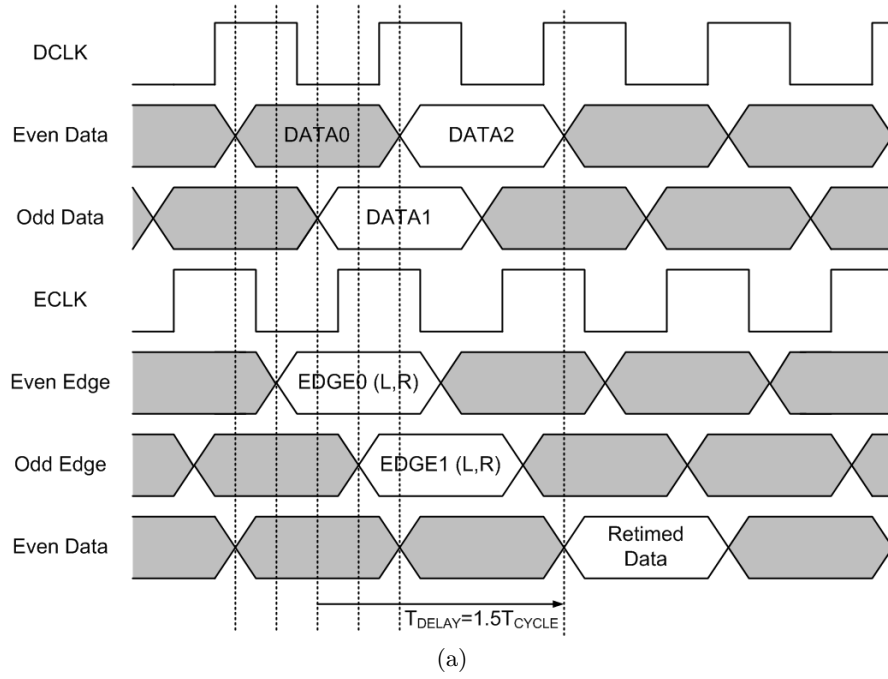 DCLK
Even Data
DATA0
DATA2
Odd Data
DATA1
ECLK
Even Edge
EDGE0 (L,R)
Odd Edge
EDGE1 (L,R)
Even Data
Retimed
Data
TDELAY=1.5TCYCLE
(a)